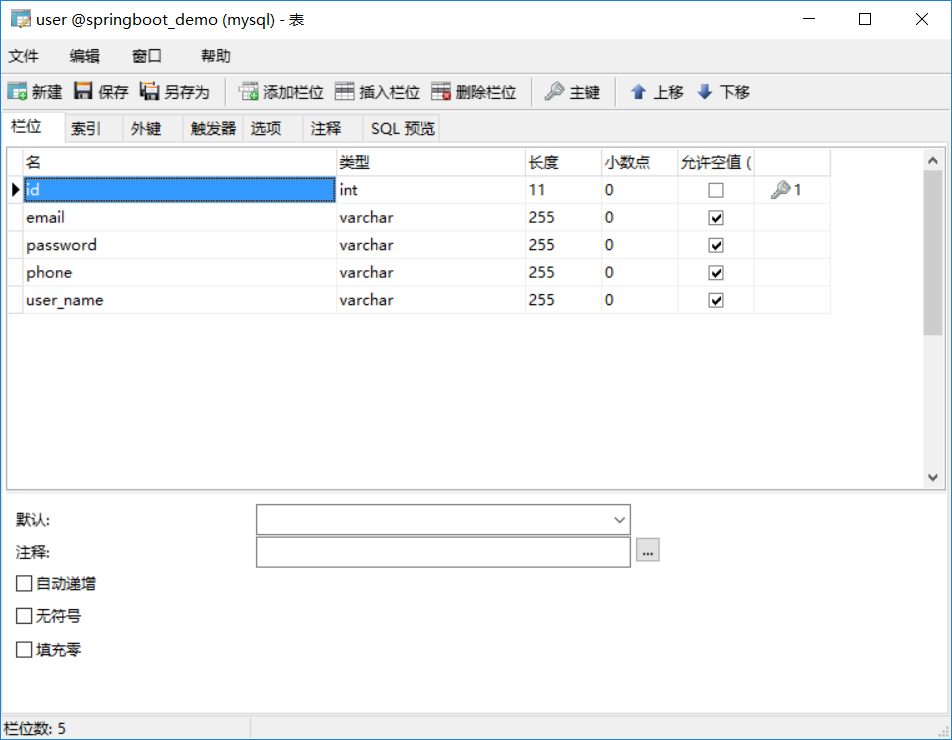 user @springboot_demo (mysql) - 表
文件 编辑 窗口 帮助
新建 保存 另存为 添加栏位 插入栏位 删除栏位 主键 上移 下移
栏位 索引 外键 触发器 选项 注释 SQL 预览
名 类型 长度 小数点 允许空值 (
id int 11 0 1
email varchar 255 0
password varchar 255 0
phone varchar 255 0
user_name varchar 255 0
默认:
注释: ...
自动递增
无符号
填充零
栏位数: 5